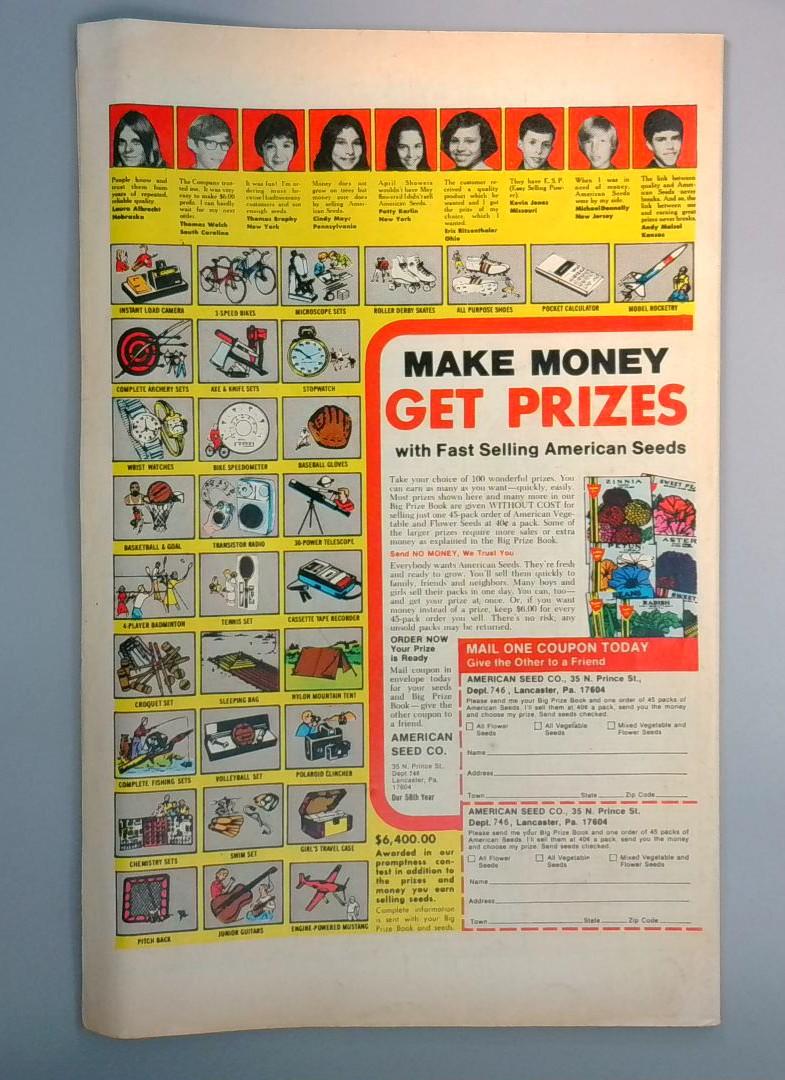 People know and
trust them from
years of repeated,
reliable quality.
Laura Albrecht
Nebraska
The Company trus-
ted me. It was very
easy to make $6.00
profit. I can hardly
wait for my next
order.
Thomas Welch
South Carolina
It was fun! I'm or-
dering more be-
cause I had too many
customers and not
enough seeds.
Thomas Brophy
New York
Money does not
grow on trees but
money sure does
by selling Ameri-
can Seeds.
Cindy Mayr
Pennsylvania
April Showers
wouldn't have May
flowers if I didn't sell
American Seeds.
Patty Karlin
New York
The customer re-
ceived a quality
product which he
wanted and I got
the prize of my
choice, which I
wanted.
Eric Ritzenthaler
Ohio
They have E.S.P.
(Easy Selling Pow-
er)
Kevin Jones
Missouri
When I was in
need of money,
American Seeds
were by my side.
Michael Donnelly
New Jersey
The link between
quality and Amer-
ican Seeds never
breaks. And so, the
link between me
and earning great
prizes never breaks.
Andy Meisel
Kansas
INSTANT LOAD CAMERA
3-SPEED BIKES
MICROSCOPE SETS
ROLLER DERBY SKATES
ALL PURPOSE SHOES
POCKET CALCULATOR
MODEL ROCKETRY
COMPLETE ARCHERY SETS
AXE & KNIFE SETS
STOPWATCH
WRIST WATCHES
BIKE SPEEDOMETER
BASEBALL GLOVES
BASKETBALL & GOAL
TRANSISTOR RADIO
30-POWER TELESCOPE
4-PLAYER BADMINTON
TENNIS SET
CASSETTE TAPE RECORDER
CROQUET SET
SLEEPING BAG
NYLON MOUNTAIN TENT
COMPLETE FISHING SETS
VOLLEYBALL SET
POLAROID CLINCHER
CHEMISTRY SETS
SWIM SET
GIRL'S TRAVEL CASE
PITCH BACK
JUNIOR GUITARS
ENGINE-POWERED MUSTANG
MAKE MONEY
GET PRIZES
with Fast Selling American Seeds
Take your choice of 100 wonderful prizes. You
can earn as many as you want—quickly, easily.
Most prizes shown here and many more in our
Big Prize Book are given WITHOUT COST for
selling just one 45-pack order of American Vege-
table and Flower Seeds at 40¢ a pack. Some of the
larger prizes require more sales or extra
money as explained in the Big Prize Book.
Send NO MONEY, We Trust You
Everybody wants American Seeds. They're fresh
and ready to grow. You'll sell them quickly to
family, friends and neighbors. Many boys and
girls sell their packs in one day. You can, too—
and get your prize at once. Or, if you want
money instead of a prize, keep $6.00 for every
45-pack order you sell. There's no risk; any
unsold packs may be returned.
ZINNIA
SWEET PE
ASTER
BEANS
RADISH
SWEET
ORDER NOW
Your Prize
is Ready
Mail coupon in
envelope today
for your seeds
and Big Prize
Book—give the
other coupon to
a friend.
AMERICAN
SEED CO.
35 N. Prince St.,
Dept. 746
Lancaster, Pa.
17604
Our 58th Year
$6,400.00
Awarded in our
promptness con-
test in addition to
the prizes and
money you earn
selling seeds.
Complete information
is sent with your Big
Prize Book and seeds.
MAIL ONE COUPON TODAY
Give the Other to a Friend
AMERICAN SEED CO., 35 N. Prince St.,
Dept. 746, Lancaster, Pa. 17604
Please send me your Big Prize Book and one order of 45 packs of
American Seeds. I'll sell them at 40¢ a pack, send you the money
and choose my prize. Send seeds checked.
All Flower Seeds
All Vegetable Seeds
Mixed Vegetable and Flower Seeds
Name
Address
Town State Zip Code
AMERICAN SEED CO., 35 N. Prince St.
Dept. 746, Lancaster, Pa. 17604
Please send me your Big Prize Book and one order of 45 packs of
American Seeds. I'll sell them at 40¢ a pack, send you the money
and choose my prize. Send seeds checked.
All Flower Seeds
All Vegetable Seeds
Mixed Vegetable and Flower Seeds
Name
Address
Town State Zip Code